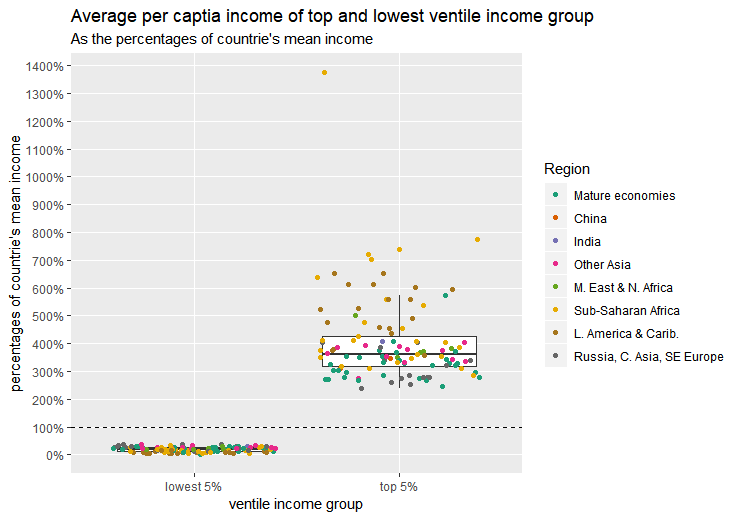 Average per captia income of top and lowest ventile income group
As the percentages of countrie's mean income
percentages of countrie's mean income
1400%
1300%
1200%
1100%
1000%
900%
800%
700%
600%
500%
400%
300%
200%
100%
0%
lowest 5%
top 5%
ventile income group
Region
Mature economies
China
India
Other Asia
M. East & N. Africa
Sub-Saharan Africa
L. America & Carib.
Russia, C. Asia, SE Europe